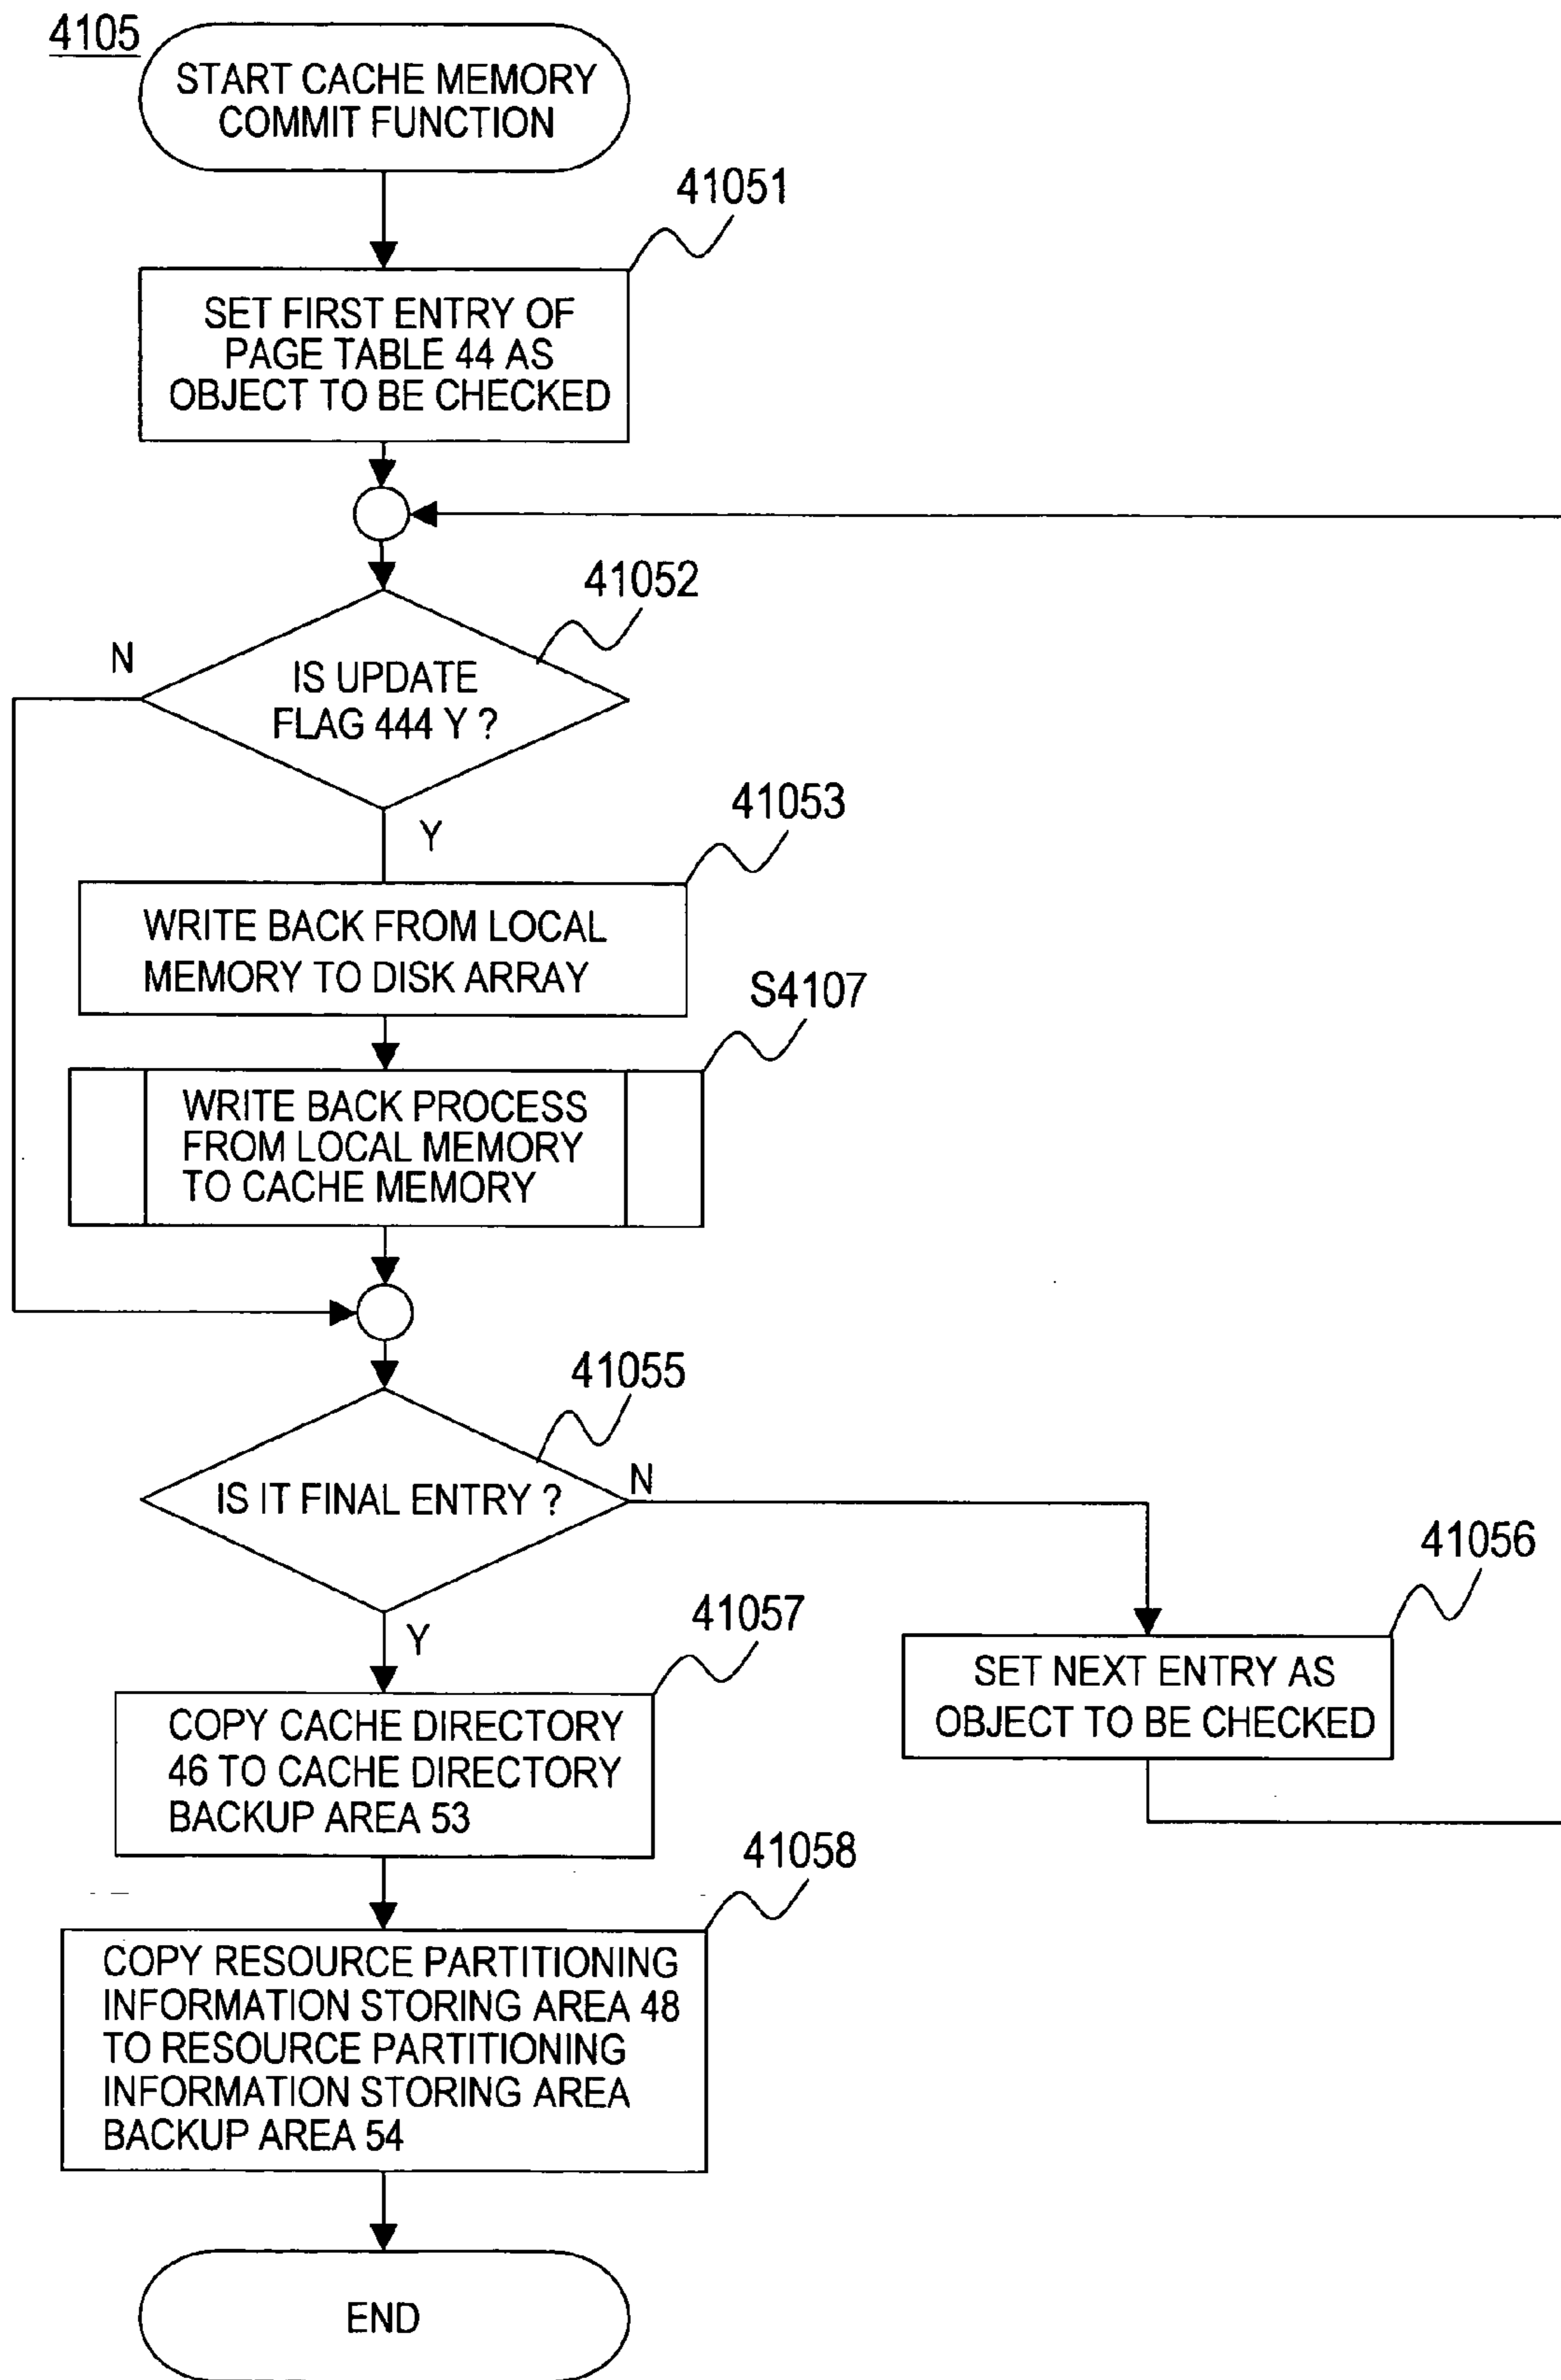 4105
START CACHE MEMORY
COMMIT FUNCTION
41051
SET FIRST ENTRY OF
PAGE TABLE 44 AS
OBJECT TO BE CHECKED
41052
N
IS UPDATE
FLAG 444 Y ?
41053
Y
WRITE BACK FROM LOCAL
MEMORY TO DISK ARRAY
S4107
WRITE BACK PROCESS
FROM LOCAL MEMORY
TO CACHE MEMORY
41055
IS IT FINAL ENTRY ?
N
41056
SET NEXT ENTRY AS
OBJECT TO BE CHECKED
41057
Y
COPY CACHE DIRECTORY
46 TO CACHE DIRECTORY
BACKUP AREA 53
41058
COPY RESOURCE PARTITIONING
INFORMATION STORING AREA 48
TO RESOURCE PARTITIONING
INFORMATION STORING AREA
BACKUP AREA 54
END